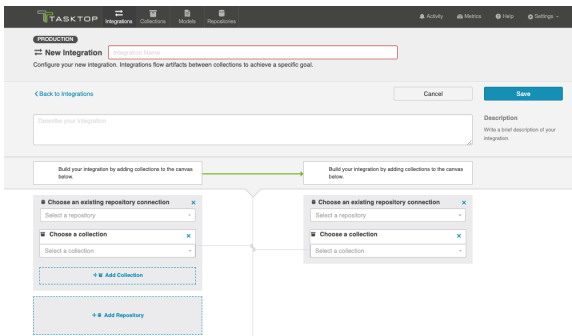 TASKTOP
Integrations Collections Models Repositories
Activity Metrics Help Settings
PRODUCTION
New Integration Integration Name
Configure your new integration. Integrations flow artifacts between collections to achieve a specific goal.
Back to Integrations
Cancel Save
Describe your integration
Description
Write a brief description of your
integration.
Build your integration by adding collections to the canvas
below.
Build your integration by adding collections to the canvas
below.
Choose an existing repository connection x
Select a repository
Choose a collection x
Select a collection
+ Add Collection
+ Add Repository
Choose an existing repository connection x
Select a repository
Choose a collection x
Select a collection